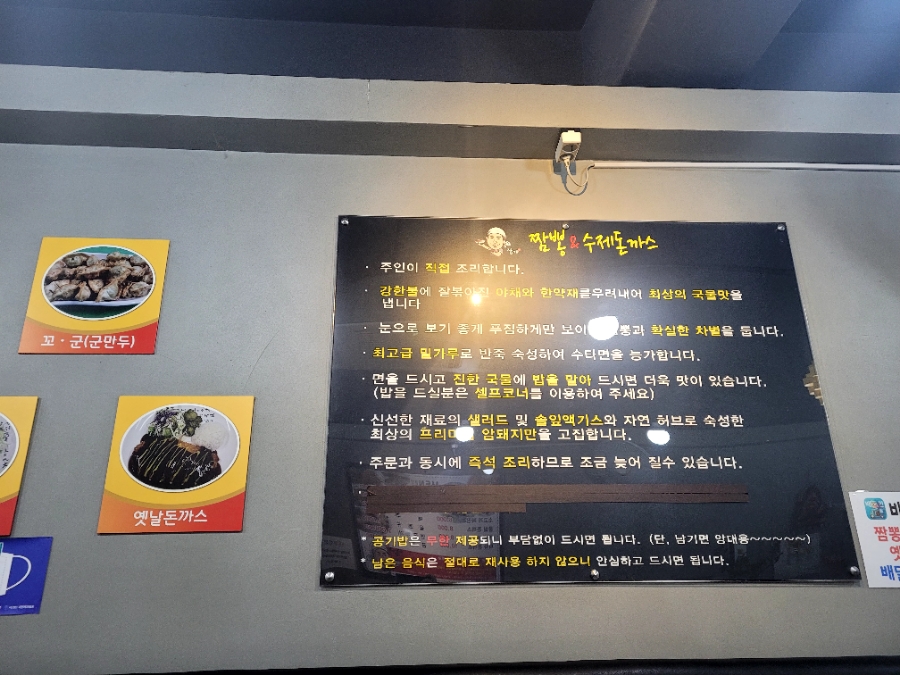 짬뽕&수제돈까스
· 주인이 직접 조리합니다.
· 강한불에 잘볶아진 야채와 한약재를우려내어 최상의 국물맛을
냅니다
· 눈으로 보기 좋게 푸짐하게만 확실한 차별을 둡니다.
· 최고급 밀가루로 반죽 숙성하여 수타면을 능가합니다.
· 면을 드시고 진한 국물에 밥을 말아 드시면 더욱 맛이 있습니다.
(밥을 드실분은 셀프코너를 이용하여 주세요)
· 신선한 재료의 샐러드 및 솔잎액기스와 자연 허브로 숙성한
최상의 암돼지만을 고집합니다.
· 주문과 동시에 즉석 조리하므로 조금 늦어 질수 있습니다.
* 공기밥은 무한 제공되니 부담없이 드시면 됩니다. (단, 남기면 앙대용~~~~~)
* 남은 음식은 절대로 재사용 하지 않으니 안심하고 드시면 됩니다.
꼬·군(군만두)
옛날돈까스
짬뽕
배달